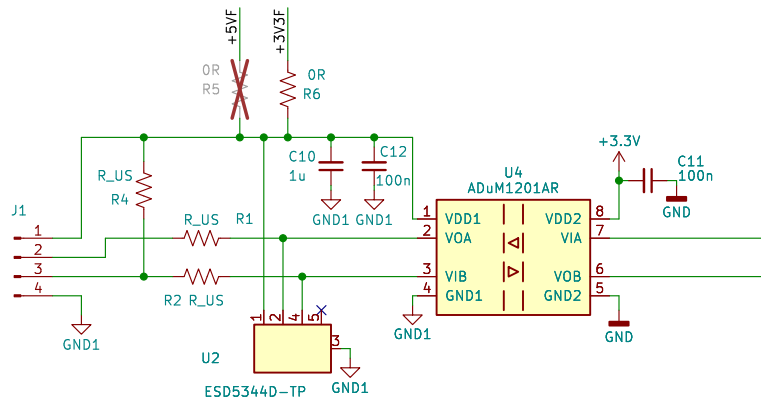 +5VF
+3V3F
0R
R5
0R
R6
+3.3V
C10
1u
C12
100n
C11
100n
GND
R_US
R4
GND1
GND1
U4
ADuM1201AR
J1
1
2
3
4
R_US
R1
R2
R_US
1
VDD1
VDD2
8
2
VOA
VIA
7
3
VIB
VOB
6
4
GND1
GND2
5
GND1
GND1
GND
1
2
4
5
3
U2
GND1
ESD5344D-TP